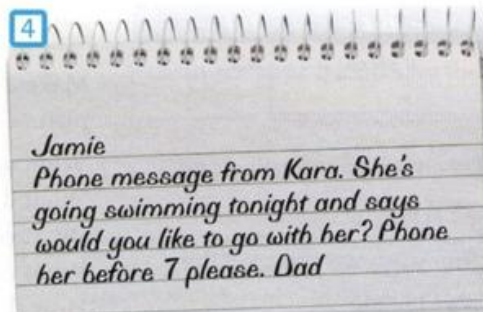 4
Jamie
Phone message from Kara. She's
going swimming tonight and says
would you like to go with her? Phone
her before 7 please. Dad